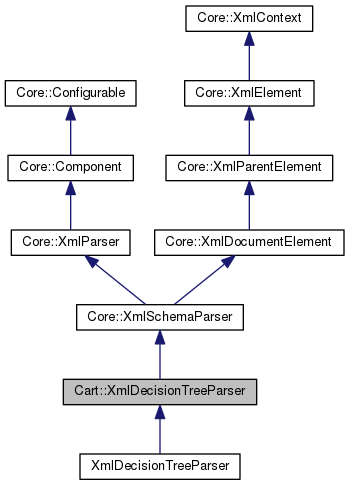 Core::XmlContext
Core::Configurable
Core::XmlElement
Core::Component
Core::XmlParentElement
Core::XmlParser
Core::XmlDocumentElement
Core::XmlSchemaParser
Cart::XmlDecisionTreeParser
XmlDecisionTreeParser